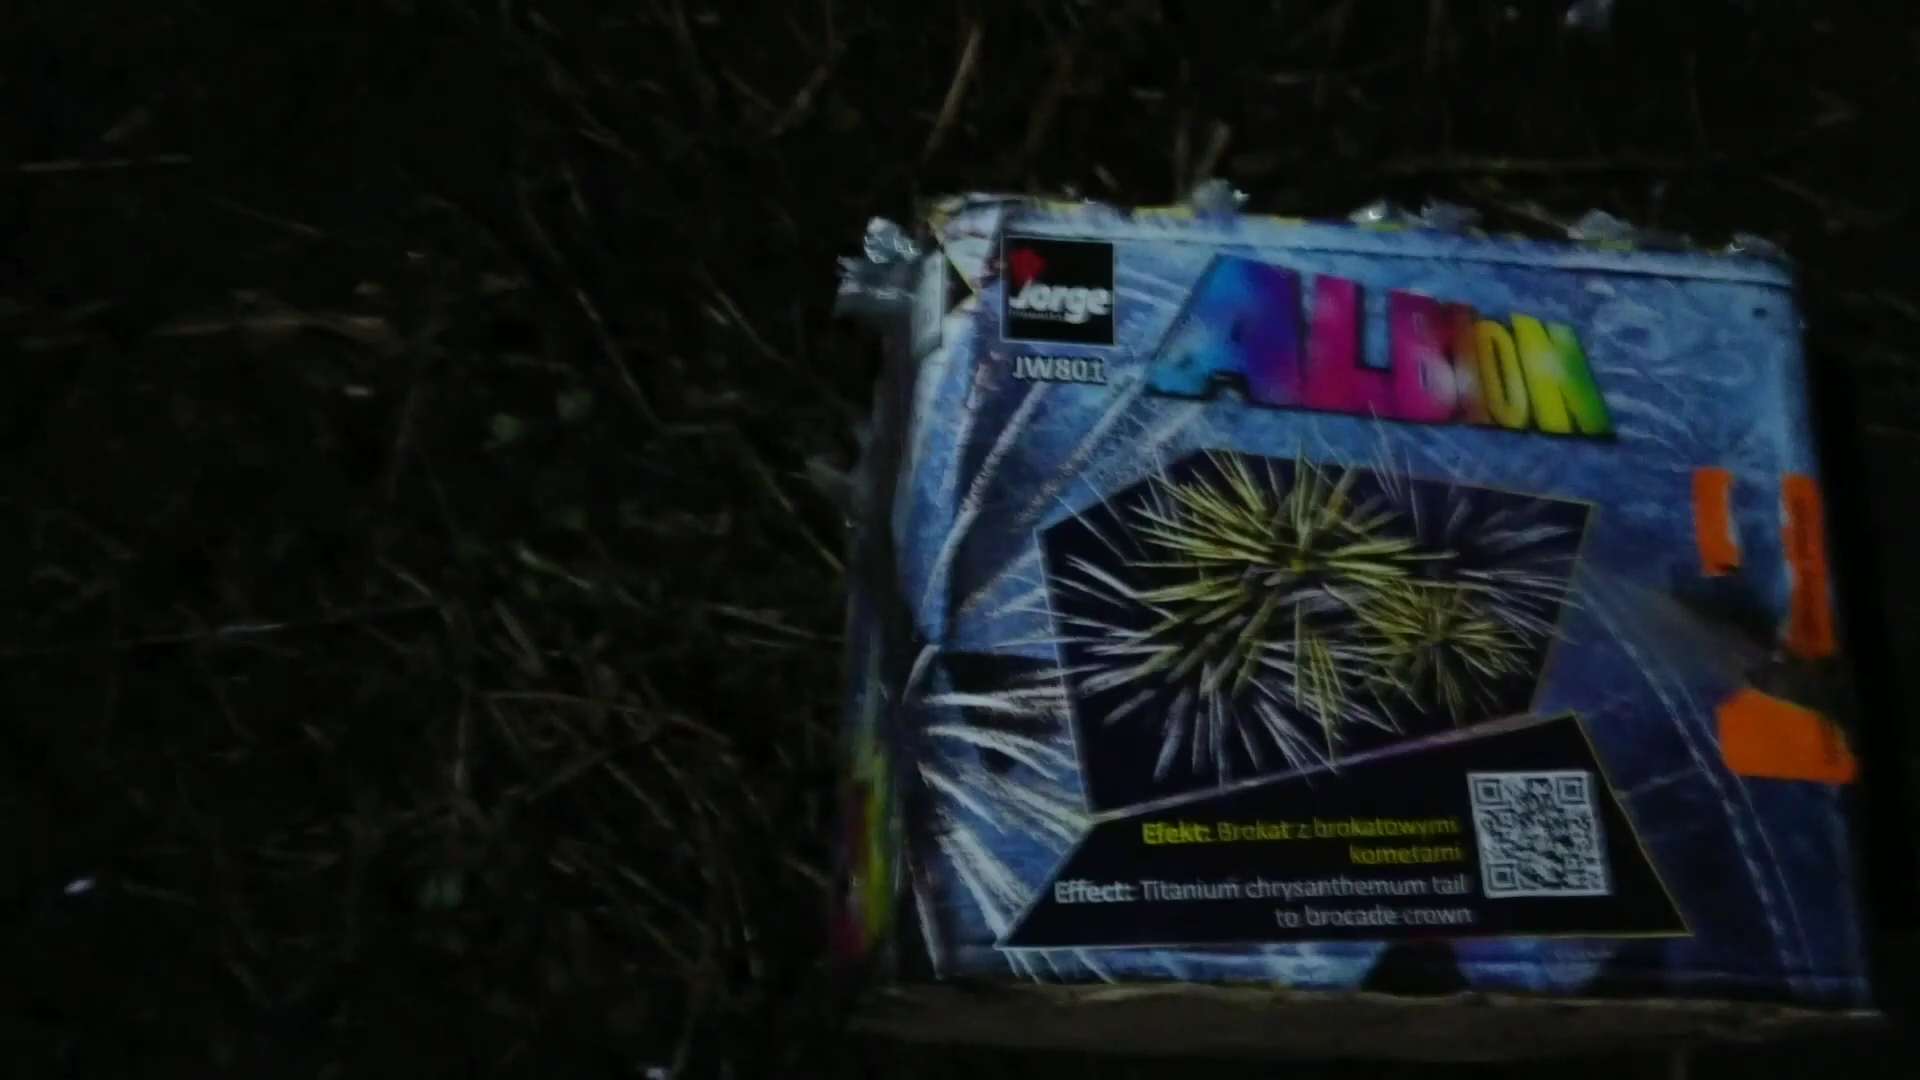 Jorge
JW801
ALBION
Efekt: Brokat z brokatowymi
kometami
Effect: Titanium chrysanthemum tail
to brocade crown